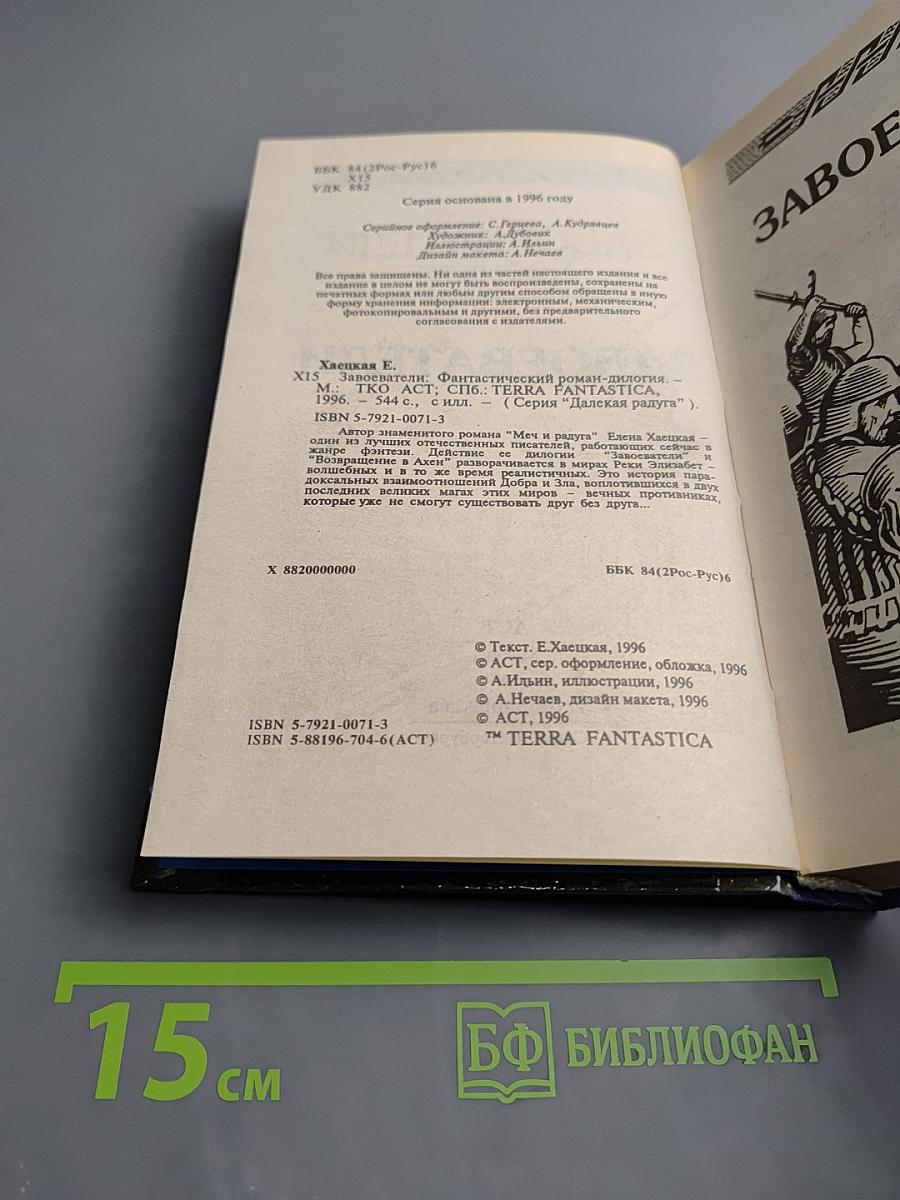 ББК 84(2Рос-Рус)6
Х15
УДК 882
Серия основана в 1996 году
Серийное оформление: С.Герцева, А.Кудрявцев
Художник: А.Дубовик
Иллюстрации: А.Ильин
Дизайн макета: А.Нечаев
Все права защищены. Ни одна из частей настоящего издания и все
издание в целом не могут быть воспроизведены, сохранены на
печатных формах или любым другим способом обращены в иную
форму хранения информации: электронным, механическим,
фотокопировальным и другими, без предварительного
согласования с издателями.
Хаецкая Е.
Х15 Завоеватели: Фантастический роман-дилогия. –
М.: ТКО АСТ; СПб.: TERRA FANTASTICA,
1996. – 544 с., с илл. – ( Серия "Далекая радуга" ).
ISBN 5-7921-0071-3
Автор знаменитого романа "Меч и радуга" Елена Хаецкая –
один из лучших отечественных писателей, работающих сейчас в
жанре фэнтези. Действие ее дилогии "Завоеватели" и
"Возвращение в Ахен" разворачивается в мирах Реки Элизабет –
волшебных и в то же время реалистичных. Это история пара-
доксальных взаимоотношений Добра и Зла, воплотившихся в двух
последних великих магах этих миров – вечных противниках,
которые уже не смогут существовать друг без друга...
Х 8820000000 ББК 84(2Рос-Рус)6
© Текст. Е.Хаецкая, 1996
© АСТ, сер. оформление, обложка, 1996
© А.Ильин, иллюстрации, 1996
© А.Нечаев, дизайн макета, 1996
© АСТ, 1996
™ TERRA FANTASTICA
ISBN 5-7921-0071-3
ISBN 5-88196-704-6(АСТ)
ЗАВОЕ
15 см
БФ БИБЛИОФАН